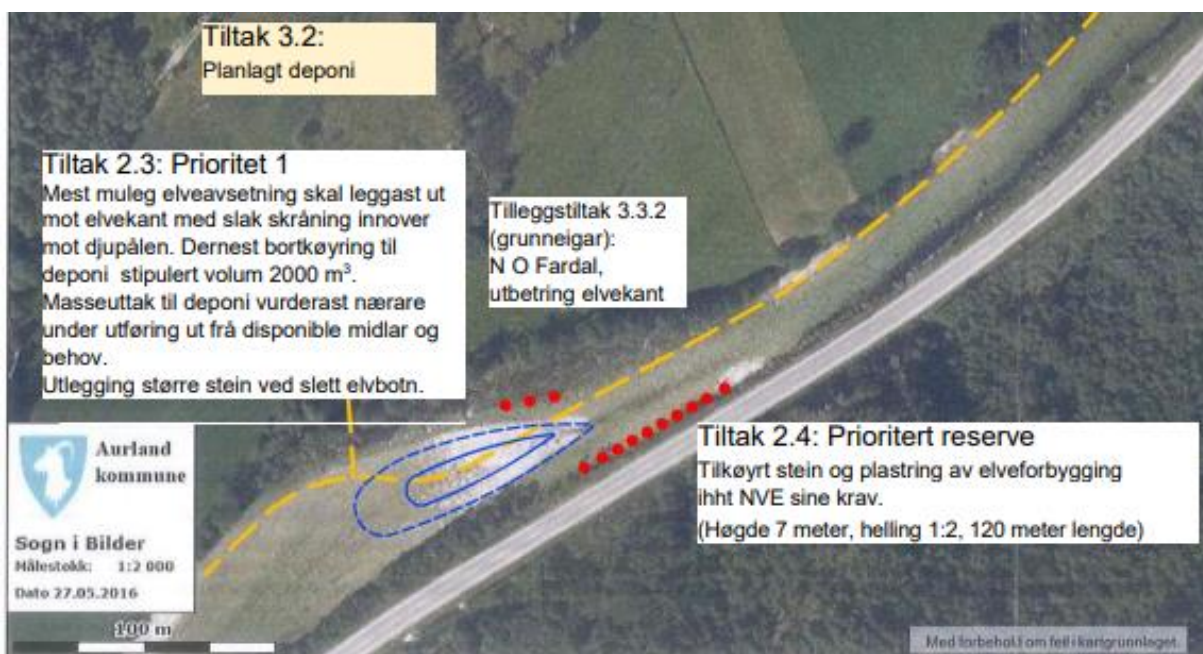 Tiltak 3.2:
Planlagt deponi
Tiltak 2.3: Prioritet 1
Mest muleg elveavsetning skal leggast ut
mot elvekant med slak skråning innover
mot djupålen. Dernest bortkøyring til
deponi stipulert volum 2000 m³.
Masseuttak til deponi vurderast nærare
under utføring ut frå disponible midlar og
behov.
Utlegging større stein ved slett elvbotn.
Tilleggstiltak 3.3.2
(grunneigar):
N O Fardal,
utbetring elvekant
Tiltak 2.4: Prioritert reserve
Tilkøyrt stein og plastring av elveforbygging
ihht NVE sine krav.
(Høgde 7 meter, helling 1:2, 120 meter lengde)
Aurland
kommune
Sogn i Bilder
Målestokk: 1:2 000
Dato 27.05.2016
100 m
Med forbehold om feil i kartgrunnlaget.